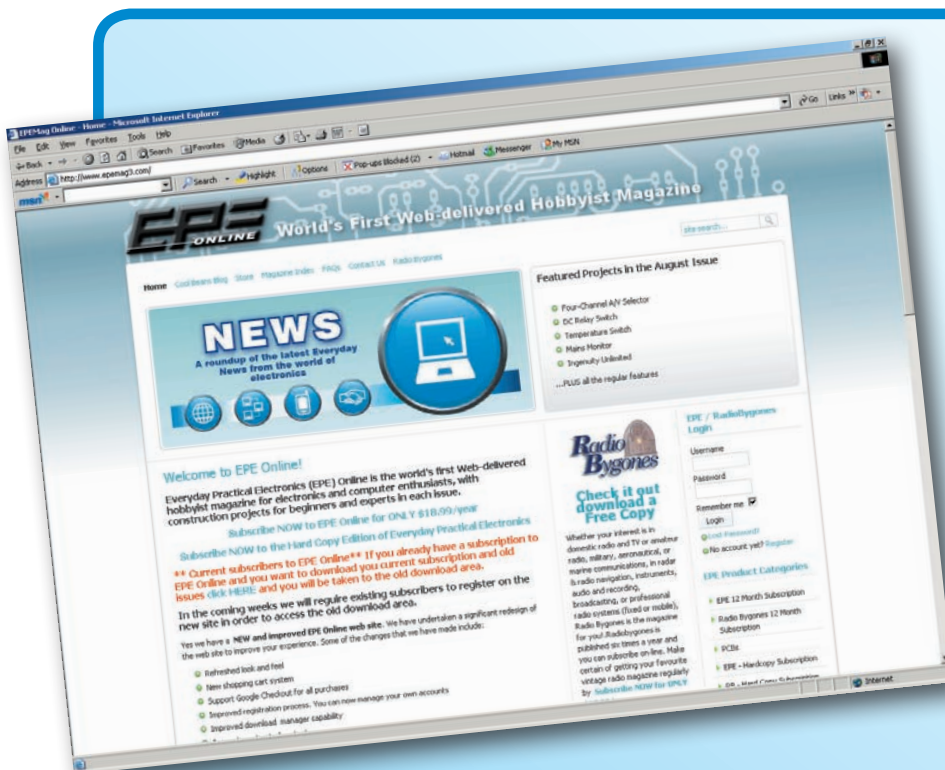 EPEMag Online - Home - Microsoft Internet Explorer
File Edit View Favorites Tools Help
Back Search Favorites Media
Address http://www.epemag3.com/ Go Links »
msn Search Highlight Options Pop-ups Blocked (2) Hotmail Messenger My MSN
EPE ONLINE World's First Web-delivered Hobbyist Magazine
site search...
Home Cool Beans Blog Store Magazine Index FAQs Contact Us Radio Bygones
NEWS
A roundup of the latest Everyday
News from the world of
electronics
Featured Projects in the August Issue
Four-Channel A/V Selector
DC Relay Switch
Temperature Switch
Mains Monitor
Ingenuity Unlimited
...PLUS all the regular features
Welcome to EPE Online!
Everyday Practical Electronics (EPE) Online is the world's first Web-delivered
hobbyist magazine for electronics and computer enthusiasts, with
construction projects for beginners and experts in each issue.
Subscribe NOW to EPE Online for ONLY $18.99/year
Subscribe NOW to the Hard Copy Edition of Everyday Practical Electronics
** Current subscribers to EPE Online** If you already have a subscription to
EPE Online and you want to download you current subscription and old
issues click HERE and you will be taken to the old download area.
In the coming weeks we will require existing subscribers to register on the
new site in order to access the old download area.
Yes we have a NEW and improved EPE Online web site. We have undertaken a significant redesign of
the web site to improve your experience. Some of the changes that we have made include:
Refreshed look and feel
New shopping cart system
Support Google Checkout for all purchases
Improved registration process. You can now manage your own accounts
Improved download manager capability
Radio
Bygones
Check it out
download a
Free Copy
Whether your interest is in
domestic radio and TV or amateur
radio, military, aeronautical, or
marine communications, in radar
& radio navigation, instruments,
audio and recording,
broadcasting, or professional
radio systems (fixed or mobile),
Radio Bygones is the magazine
for you! Radiobygones is
published six times a year and
you can subscribe on-line. Make
certain of getting your favourite
vintage radio magazine regularly
by Subscribe NOW for ONLY
EPE / RadioBygones
Login
Username
Password
Remember me
Login
Lost Password?
No account yet? Register
EPE Product Categories
EPE 12 Month Subscription
Radio Bygones 12 Month
Subscription
PCBs
EPE - Hardcopy Subscription
RB - Hard Copy Subscription
Internet